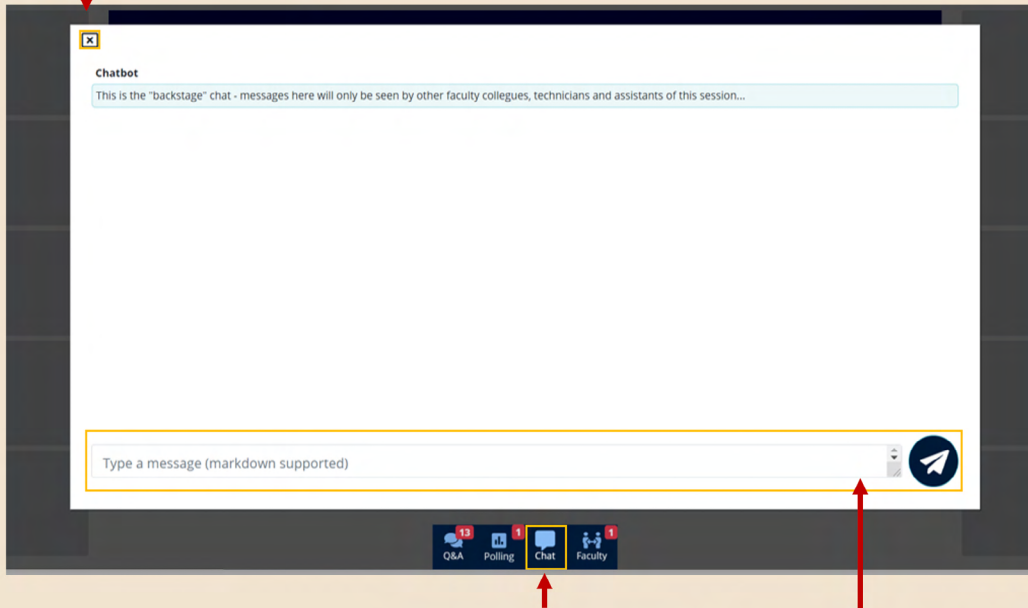 Chatbot
This is the "backstage" chat - messages here will only be seen by other faculty collegues, technicians and assistants of this session...
Type a message (markdown supported)
13
1
1
Q&A
Polling
Chat
Faculty